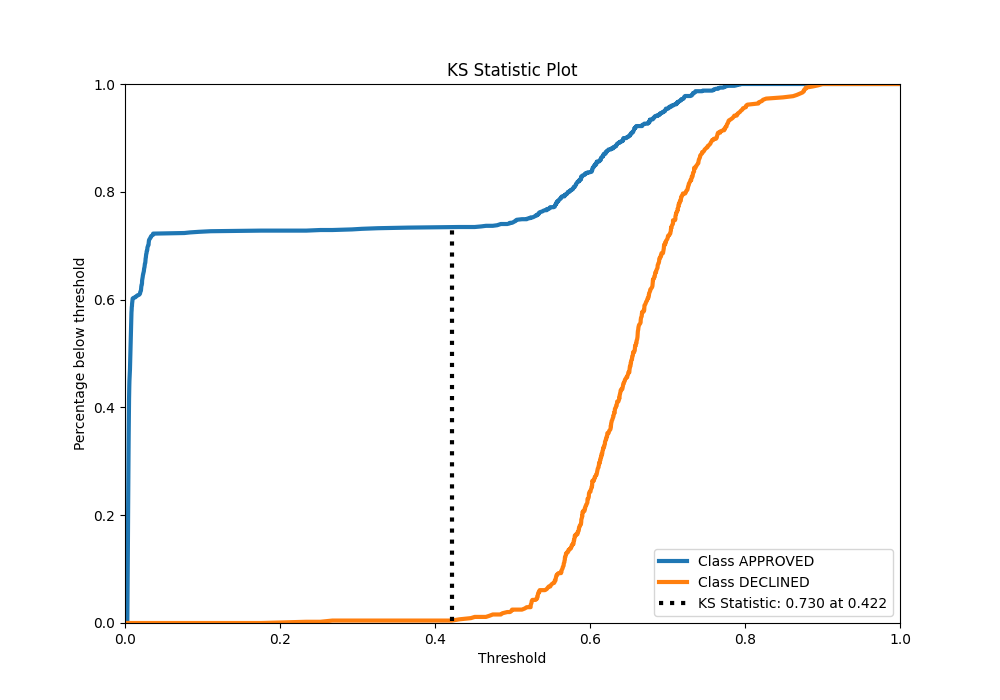 KS Statistic Plot
1.0
0.8
0.6
0.4
0.2
0.0
Percentage below threshold
0.0 0.2 0.4 0.6 0.8 1.0
Threshold
Class APPROVED
Class DECLINED
KS Statistic: 0.730 at 0.422